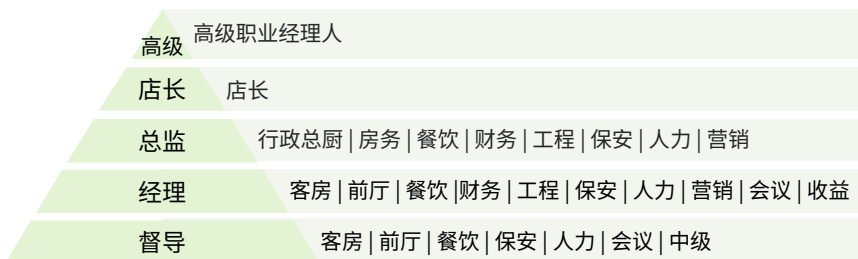 高级 高级职业经理人
店长 店长
总监 行政总厨 | 房务 | 餐饮 | 财务 | 工程 | 保安 | 人力 | 营销
经理 客房 | 前厅 | 餐饮 |财务 | 工程 | 保安 | 人力 | 营销 | 会议 | 收益
督导 客房 | 前厅 | 餐饮 | 保安 | 人力 | 会议 | 中级